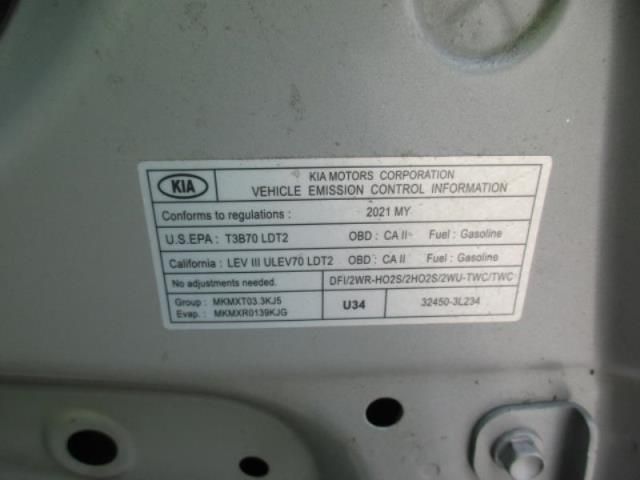 KIA
KIA MOTORS CORPORATION
VEHICLE EMISSION CONTROL INFORMATION
Conforms to regulations : 2021 MY
U.S.EPA : T3B70 LDT2 OBD : CA II Fuel : Gasoline
California : LEV III ULEV70 LDT2 OBD : CA II Fuel : Gasoline
No adjustments needed. DFI/2WR-HO2S/2HO2S/2WU-TWC/TWC
Group : MKMXT03.3KJ5
Evap. : MKMXR0139KJG
U34
32450-3L234